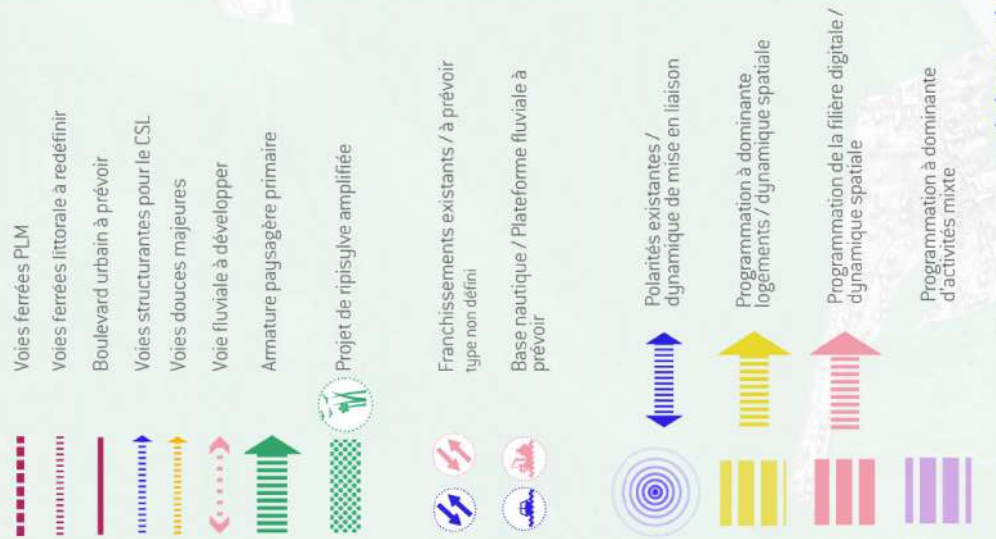 Voies ferrées PLM
Voies ferrées littorale à redéfinir
Boulevard urbain à prévoir
Voies structurantes pour le CSL
Voies douces majeures
Voie fluviale à développer
Armature paysagère primaire
Projet de ripisylve amplifiée
Franchissements existants / à prévoir
type non défini
Base nautique / Plateforme fluviale à
prévoir
Polarités existantes /
dynamique de mise en liaison
Programmation à dominante
logements / dynamique spatiale
Programmation de la filière digitale /
dynamique spatiale
Programmation à dominante
d'activités mixte